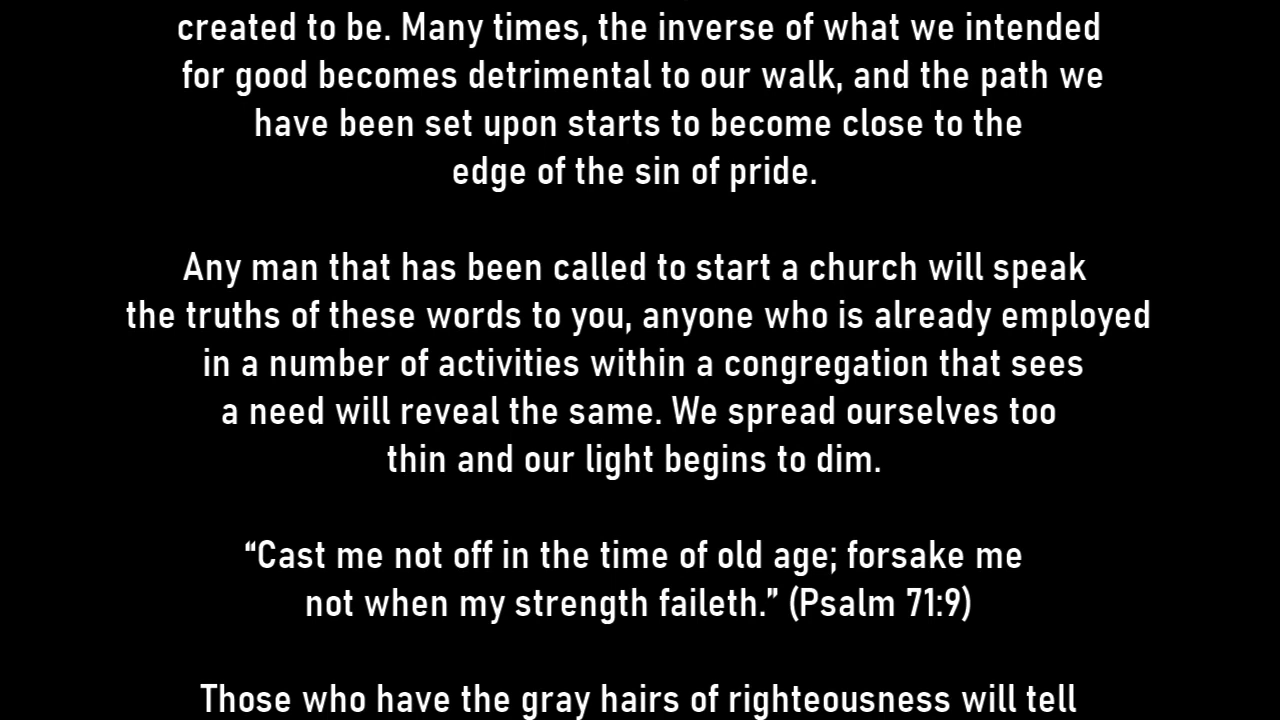 created to be. Many times, the inverse of what we intended
for good becomes detrimental to our walk, and the path we
have been set upon starts to become close to the
edge of the sin of pride.
Any man that has been called to start a church will speak
the truths of these words to you, anyone who is already employed
in a number of activities within a congregation that sees
a need will reveal the same. We spread ourselves too
thin and our light begins to dim.
“Cast me not off in the time of old age; forsake me
not when my strength faileth.” (Psalm 71:9)
Those who have the gray hairs of righteousness will tell